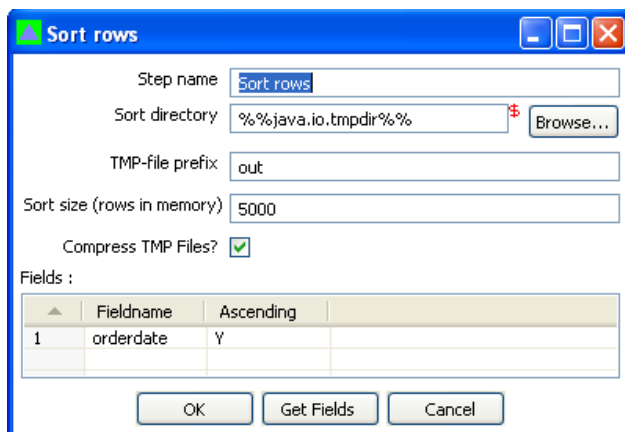 Sort rows
Step name Sort rows
Sort directory %%java.io.tmpdir%% $ Browse...
TMP-file prefix out
Sort size (rows in memory) 5000
Compress TMP Files?
Fields :
Fieldname Ascending
1 orderdate Y
OK Get Fields Cancel